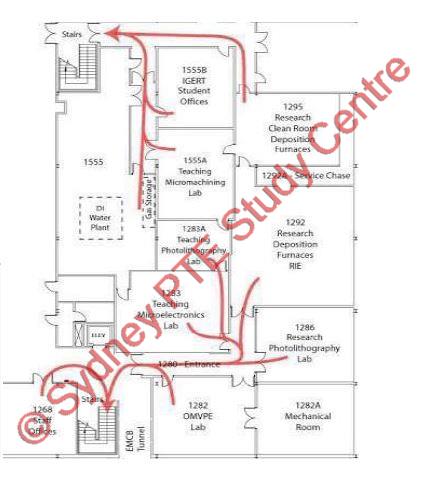 Stairs
1555B
IGERT
Student
Offices
1295
Research
Clean Room
Deposition
Furnaces
1555
1555A
Teaching
Micromachining
Lab
1292A - Service Chase
Gas Storage
DI
Water
Plant
1283A
Teaching
Photolithography
Lab
1292
Research
Deposition
Furnaces
RIE
1283
Teaching
Microelectronics
Lab
ELEV
1286
Research
Photolithography
Lab
1280 - Entrance
Stairs
1268
Staff
Offices
EMCB
Tunnel
1282
OMVPE
Lab
1282A
Mechanical
Room
© Sydney PTE Study Centre